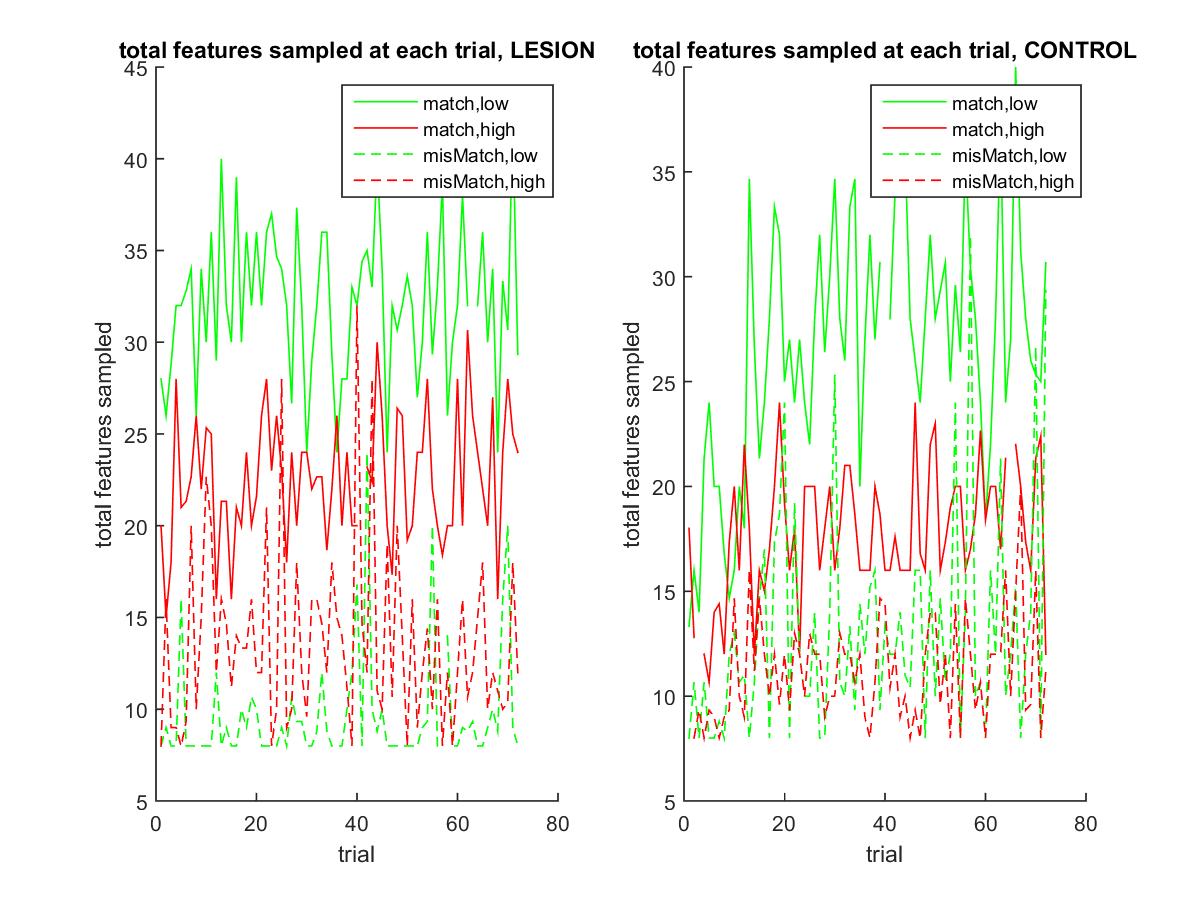 total features sampled at each trial, LESION
45
40
35
30
25
20
15
10
5
0
20
40
60
80
trial
total features sampled
match,low
match,high
misMatch,low
misMatch,high
total features sampled at each trial, CONTROL
40
35
30
25
20
15
10
5
0
20
40
60
80
trial
total features sampled
match,low
match,high
misMatch,low
misMatch,high